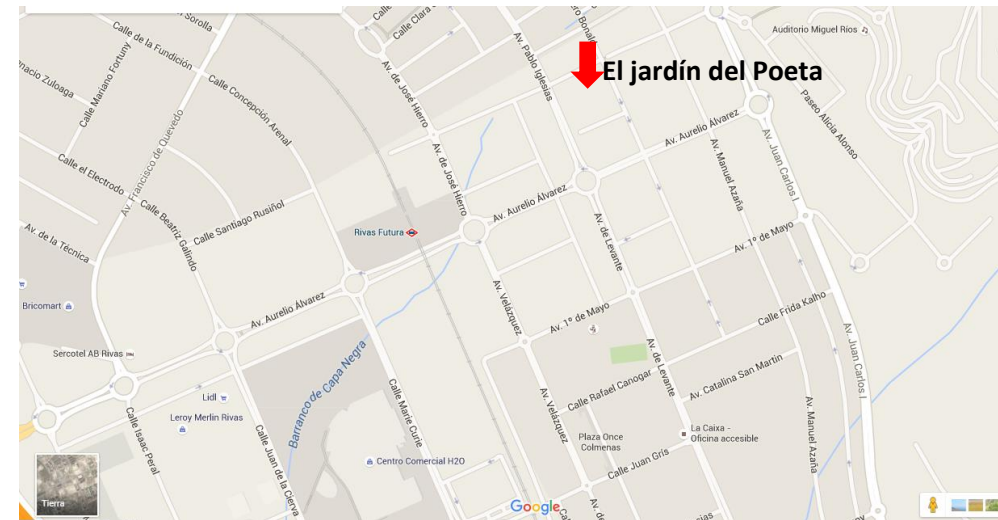 Sorolla
Calle de la Fundición
Calle Mariano Fortuny
Ignacio Zuloaga
Calle Concepción Arenal
Calle Clara
Av. de José Hierro
Av. Pablo Iglesias
El jardín del Poeta
Auditorio Miguel Ríos
Paseo Alicia Alonso
Av. Juan Carlos I
Av. Aurelio Álvarez
Av. Manuel Azaña
Calle el Electrodo
Av. Francisco de Quevedo
Calle Beatriz Galindo
Calle Santiago Rusiñol
Av. de José Hierro
Av. Aurelio Álvarez
Av. de Levante
Rivas Futura
Av. 1º de Mayo
Av. de la Técnica
Bricomart
Av. Aurelio Álvarez
Av. Velázquez
Av. 1º de Mayo
Calle Frida Kalho
Av. Juan Carlos I
Sercotel AB Rivas
Barranco de Capa Negra
Av. de Levante
Calle Rafael Canogar
Av. Catalina San Martín
Lidl
Leroy Merlin Rivas
Calle Isaac Peral
Calle Juan de la Cierva
Calle Marie Curie
Av. Velázquez
Plaza Once
Colmenas
La Caixa -
Oficina accesible
Av. Manuel Azaña
Centro Comercial H2O
Calle Juan Gris
Tierra
Google
Av. de